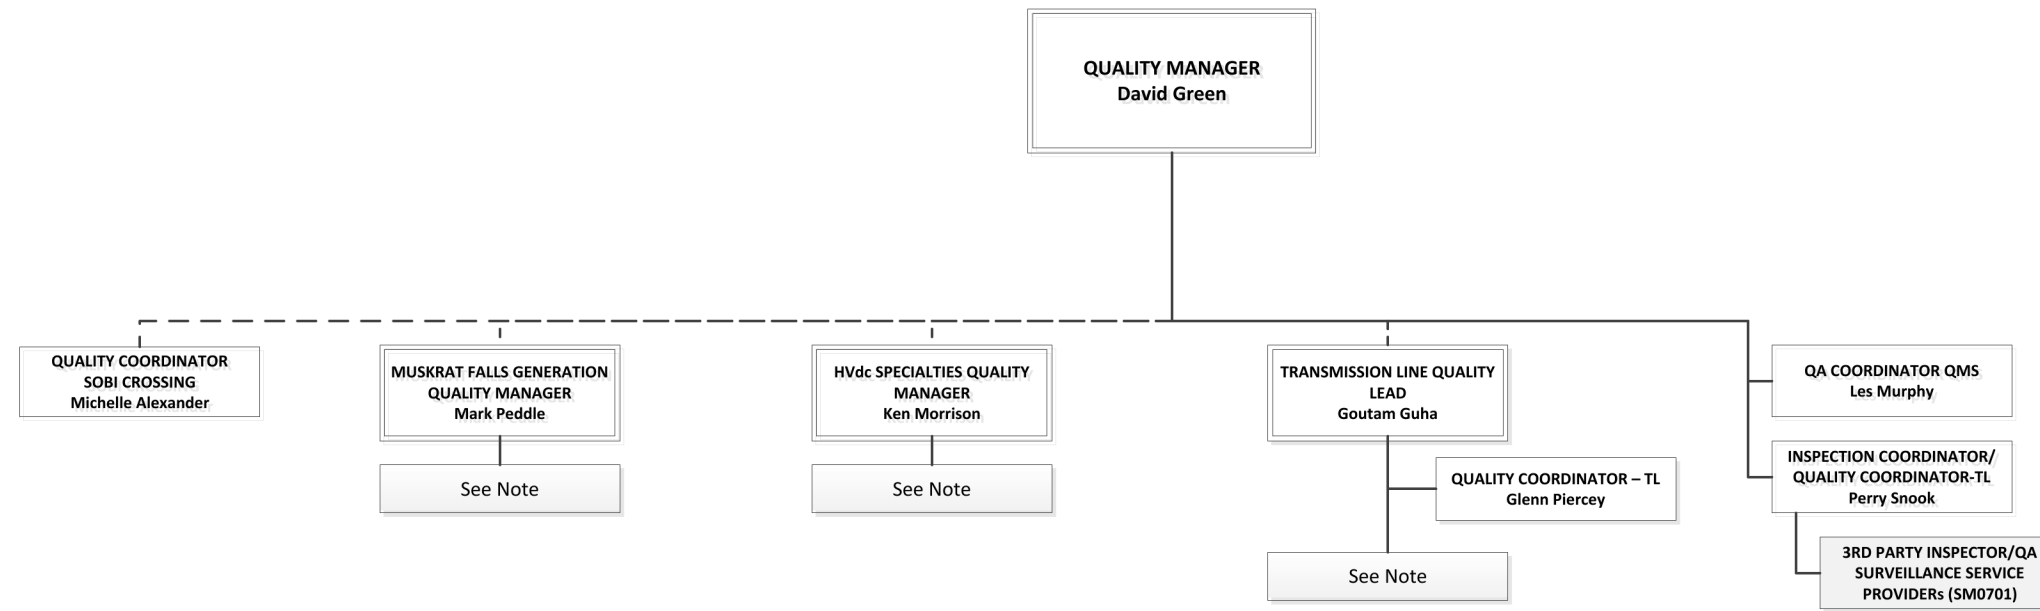 QUALITY MANAGER
David Green
QUALITY COORDINATOR
SOBI CROSSING
Michelle Alexander
MUSKRAT FALLS GENERATION
QUALITY MANAGER
Mark Peddle
See Note
HVdc SPECIALTIES QUALITY
MANAGER
Ken Morrison
See Note
TRANSMISSION LINE QUALITY
LEAD
Goutam Guha
QUALITY COORDINATOR – TL
Glenn Piercey
See Note
QA COORDINATOR QMS
Les Murphy
INSPECTION COORDINATOR/
QUALITY COORDINATOR-TL
Perry Snook
3RD PARTY INSPECTOR/QA
SURVEILLANCE SERVICE
PROVIDERs (SM0701)